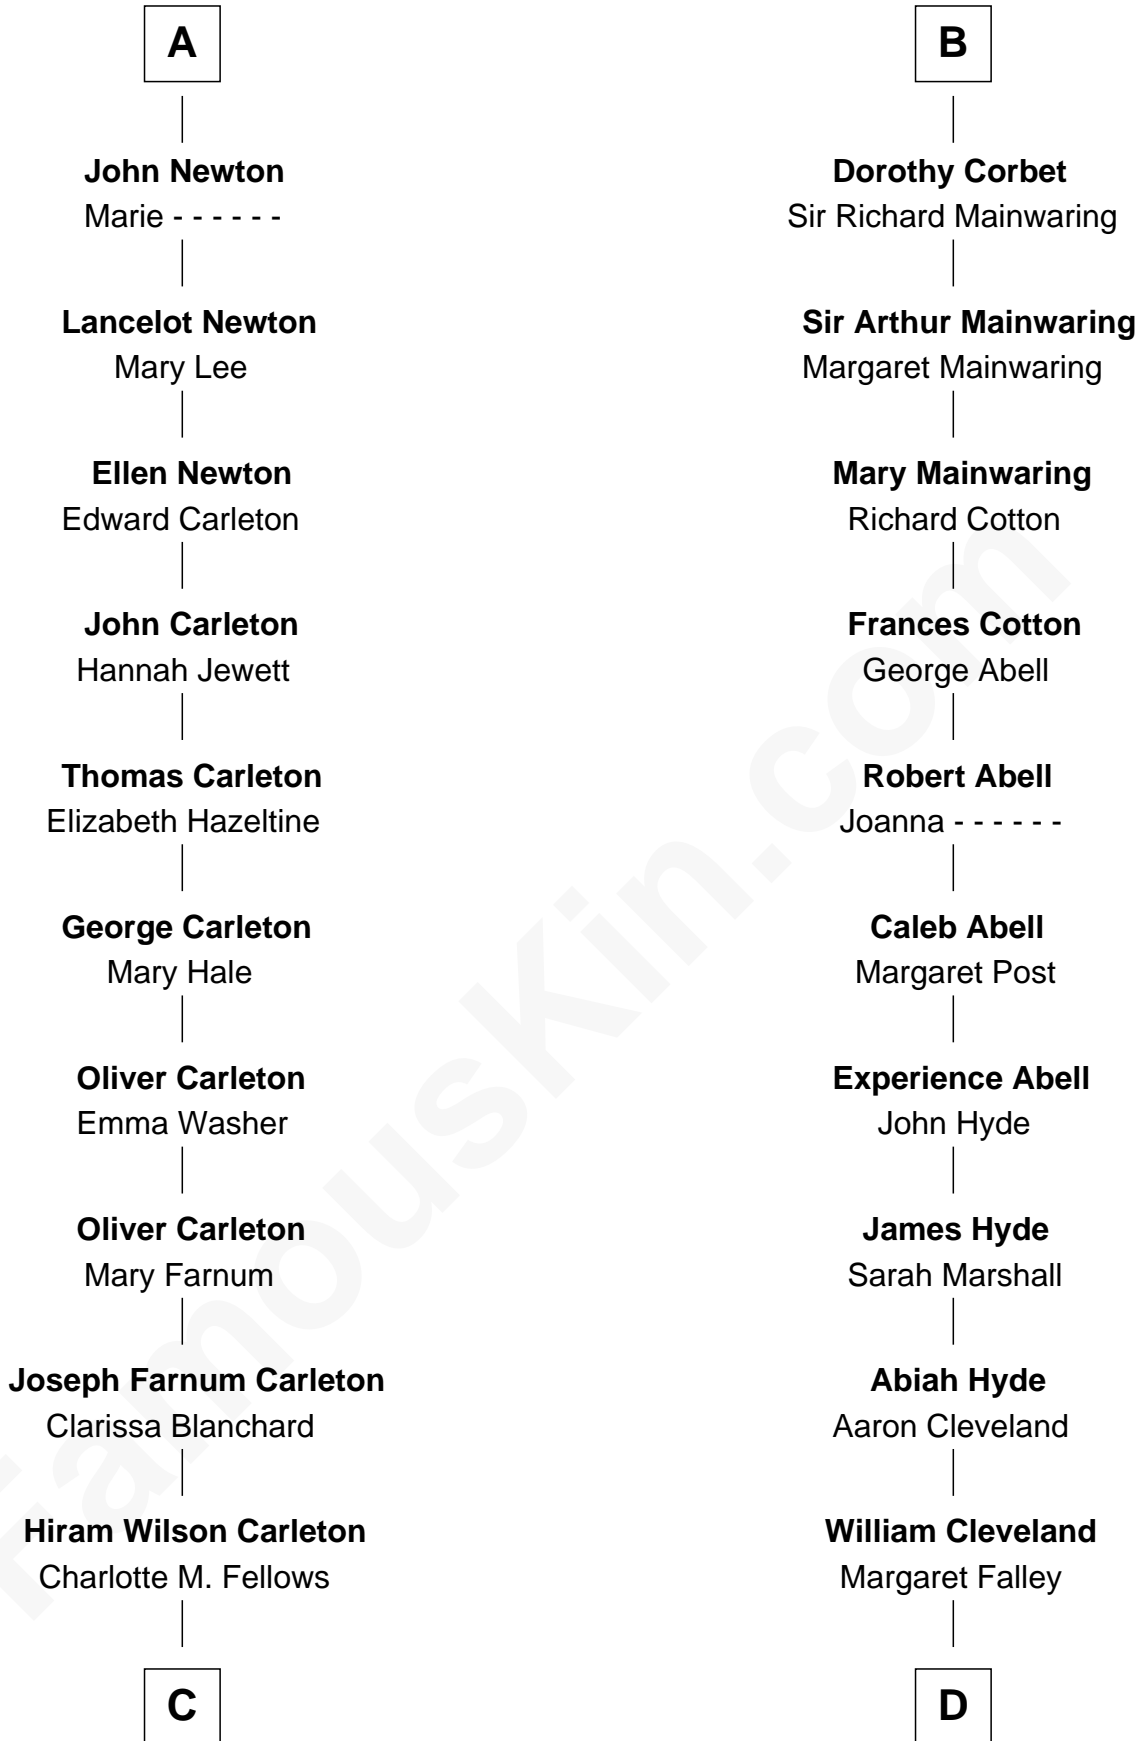 A
John Newton
Marie - - - - - -
Lancelot Newton
Mary Lee
Ellen Newton
Edward Carleton
John Carleton
Hannah Jewett
Thomas Carleton
Elizabeth Hazeltine
George Carleton
Mary Hale
Oliver Carleton
Emma Washer
Oliver Carleton
Mary Farnum
Joseph Farnum Carleton
Clarissa Blanchard
Hiram Wilson Carleton
Charlotte M. Fellows
C
B
Dorothy Corbet
Sir Richard Mainwaring
Sir Arthur Mainwaring
Margaret Mainwaring
Mary Mainwaring
Richard Cotton
Frances Cotton
George Abell
Robert Abell
Joanna - - - - - -
Caleb Abell
Margaret Post
Experience Abell
John Hyde
James Hyde
Sarah Marshall
Abiah Hyde
Aaron Cleveland
William Cleveland
Margaret Falley
D
FamousKin.com